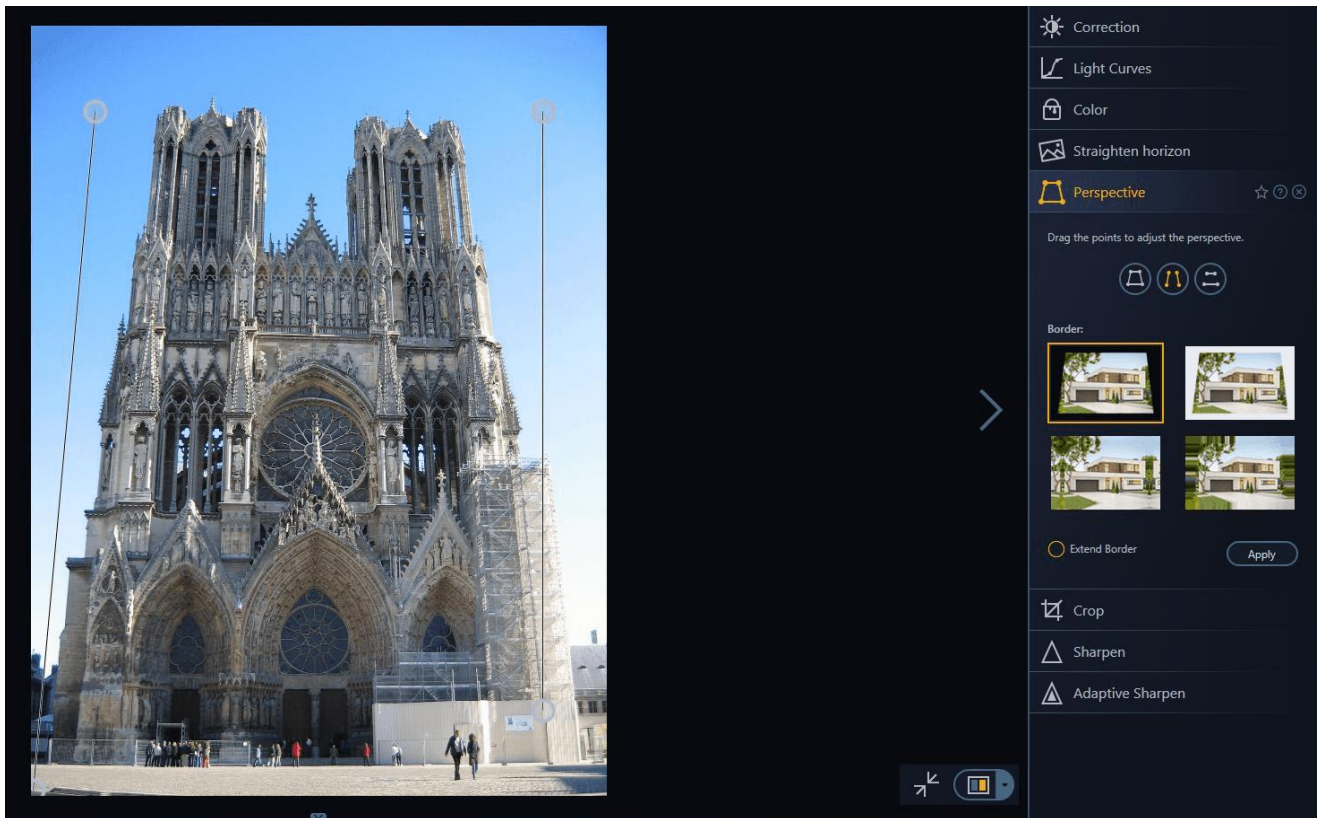 Correction
Light Curves
Color
Straighten horizon
Perspective
Drag the points to adjust the perspective.
Border:
Extend Border
Apply
Crop
Sharpen
Adaptive Sharpen